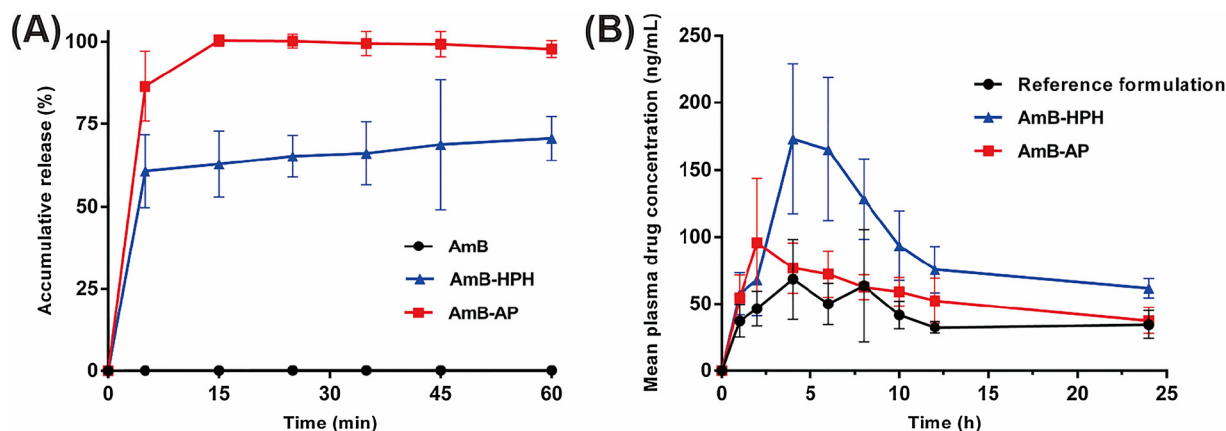 (A)
Accumulative release (%)
100
75
50
25
0
0
15
30
45
60
Time (min)
AmB
AmB-HPH
AmB-AP
(B)
Mean plasma drug concentration (ng/mL)
250
200
150
100
50
0
0
5
10
15
20
25
Time (h)
Reference formulation
AmB-HPH
AmB-AP